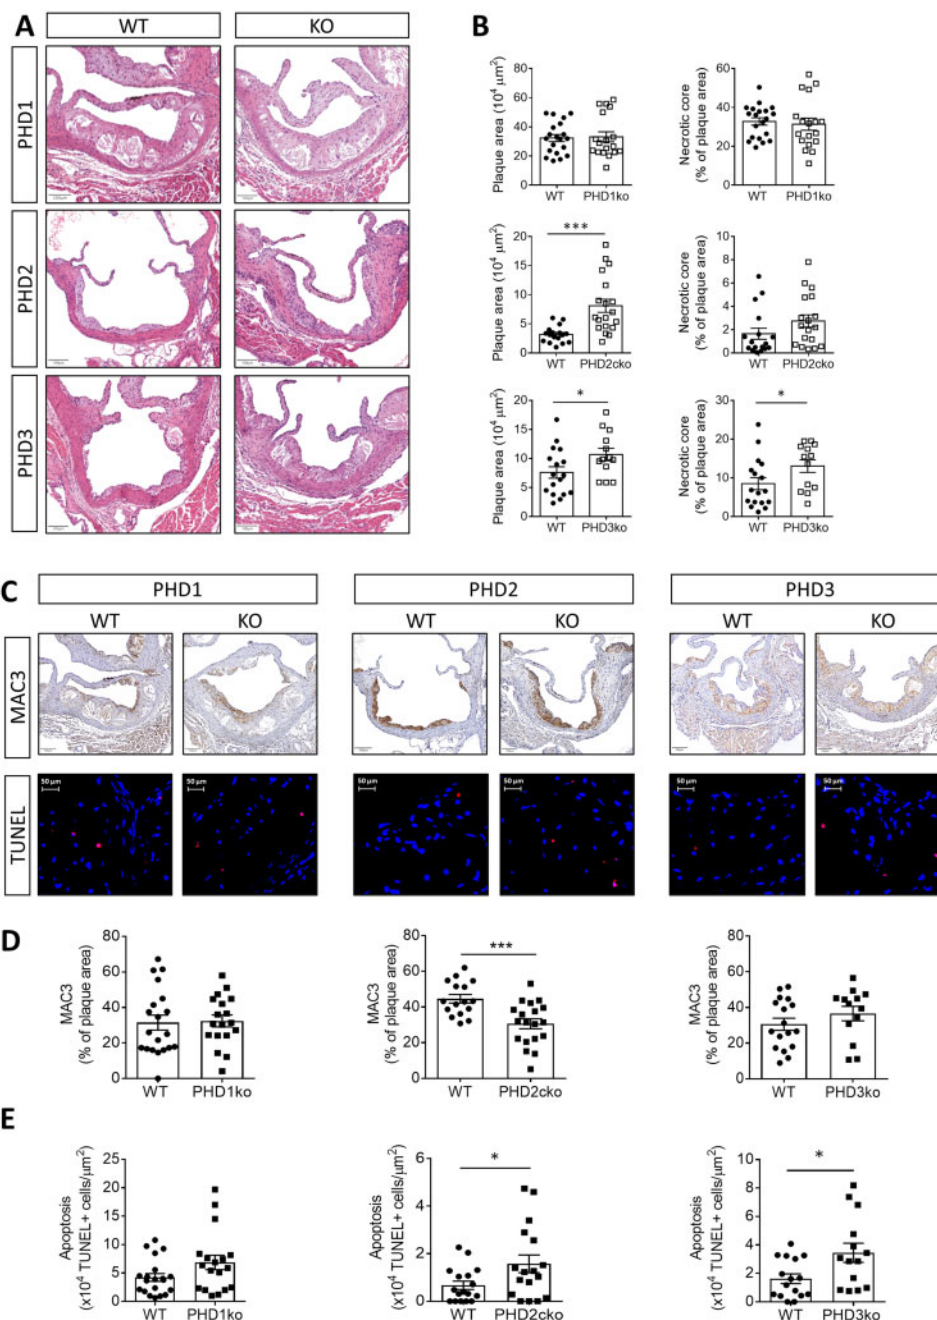 A
WT
KO
PHD1
PHD2
PHD3
B
Plaque area (10⁴ µm²)
80
60
40
20
0
WT
PHD1ko
Necrotic core
(% of plaque area)
60
40
20
0
WT
PHD1ko
Plaque area (10⁴ µm²)
20
15
10
5
0
***
WT
PHD2cko
Necrotic core
(% of plaque area)
10
8
6
4
2
0
WT
PHD2cko
Plaque area (10⁴ µm²)
20
15
10
5
0
*
WT
PHD3ko
Necrotic core
(% of plaque area)
30
20
10
0
*
WT
PHD3ko
C
PHD1
PHD2
PHD3
WT
KO
WT
KO
WT
KO
MAC3
TUNEL
50 µm
50 µm
50 µm
50 µm
50 µm
50 µm
D
MAC3
(% of plaque area)
80
60
40
20
0
WT
PHD1ko
MAC3
(% of plaque area)
80
60
40
20
0
***
WT
PHD2cko
MAC3
(% of plaque area)
80
60
40
20
0
WT
PHD3ko
E
Apoptosis
(x10⁴ TUNEL+ cells/µm²)
25
20
15
10
5
0
WT
PHD1ko
Apoptosis
(x10⁴ TUNEL+ cells/µm²)
6
4
2
0
*
WT
PHD2cko
Apoptosis
(x10⁴ TUNEL+ cells/µm²)
10
8
6
4
2
0
*
WT
PHD3ko